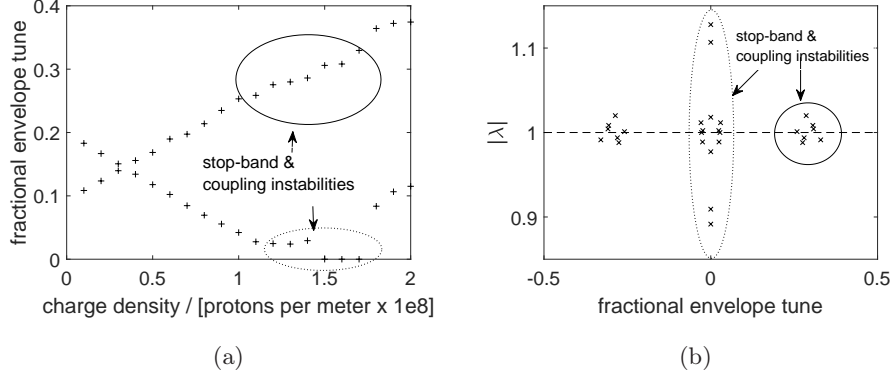 0.4
0.3
0.2
0.1
0
fractional envelope tune
stop-band &
coupling instabilities
0 0.5 1 1.5 2
charge density / [protons per meter x 1e8]
(a)
1.1
1
0.9
|λ|
stop-band &
coupling instabilities
-0.5 0 0.5
fractional envelope tune
(b)